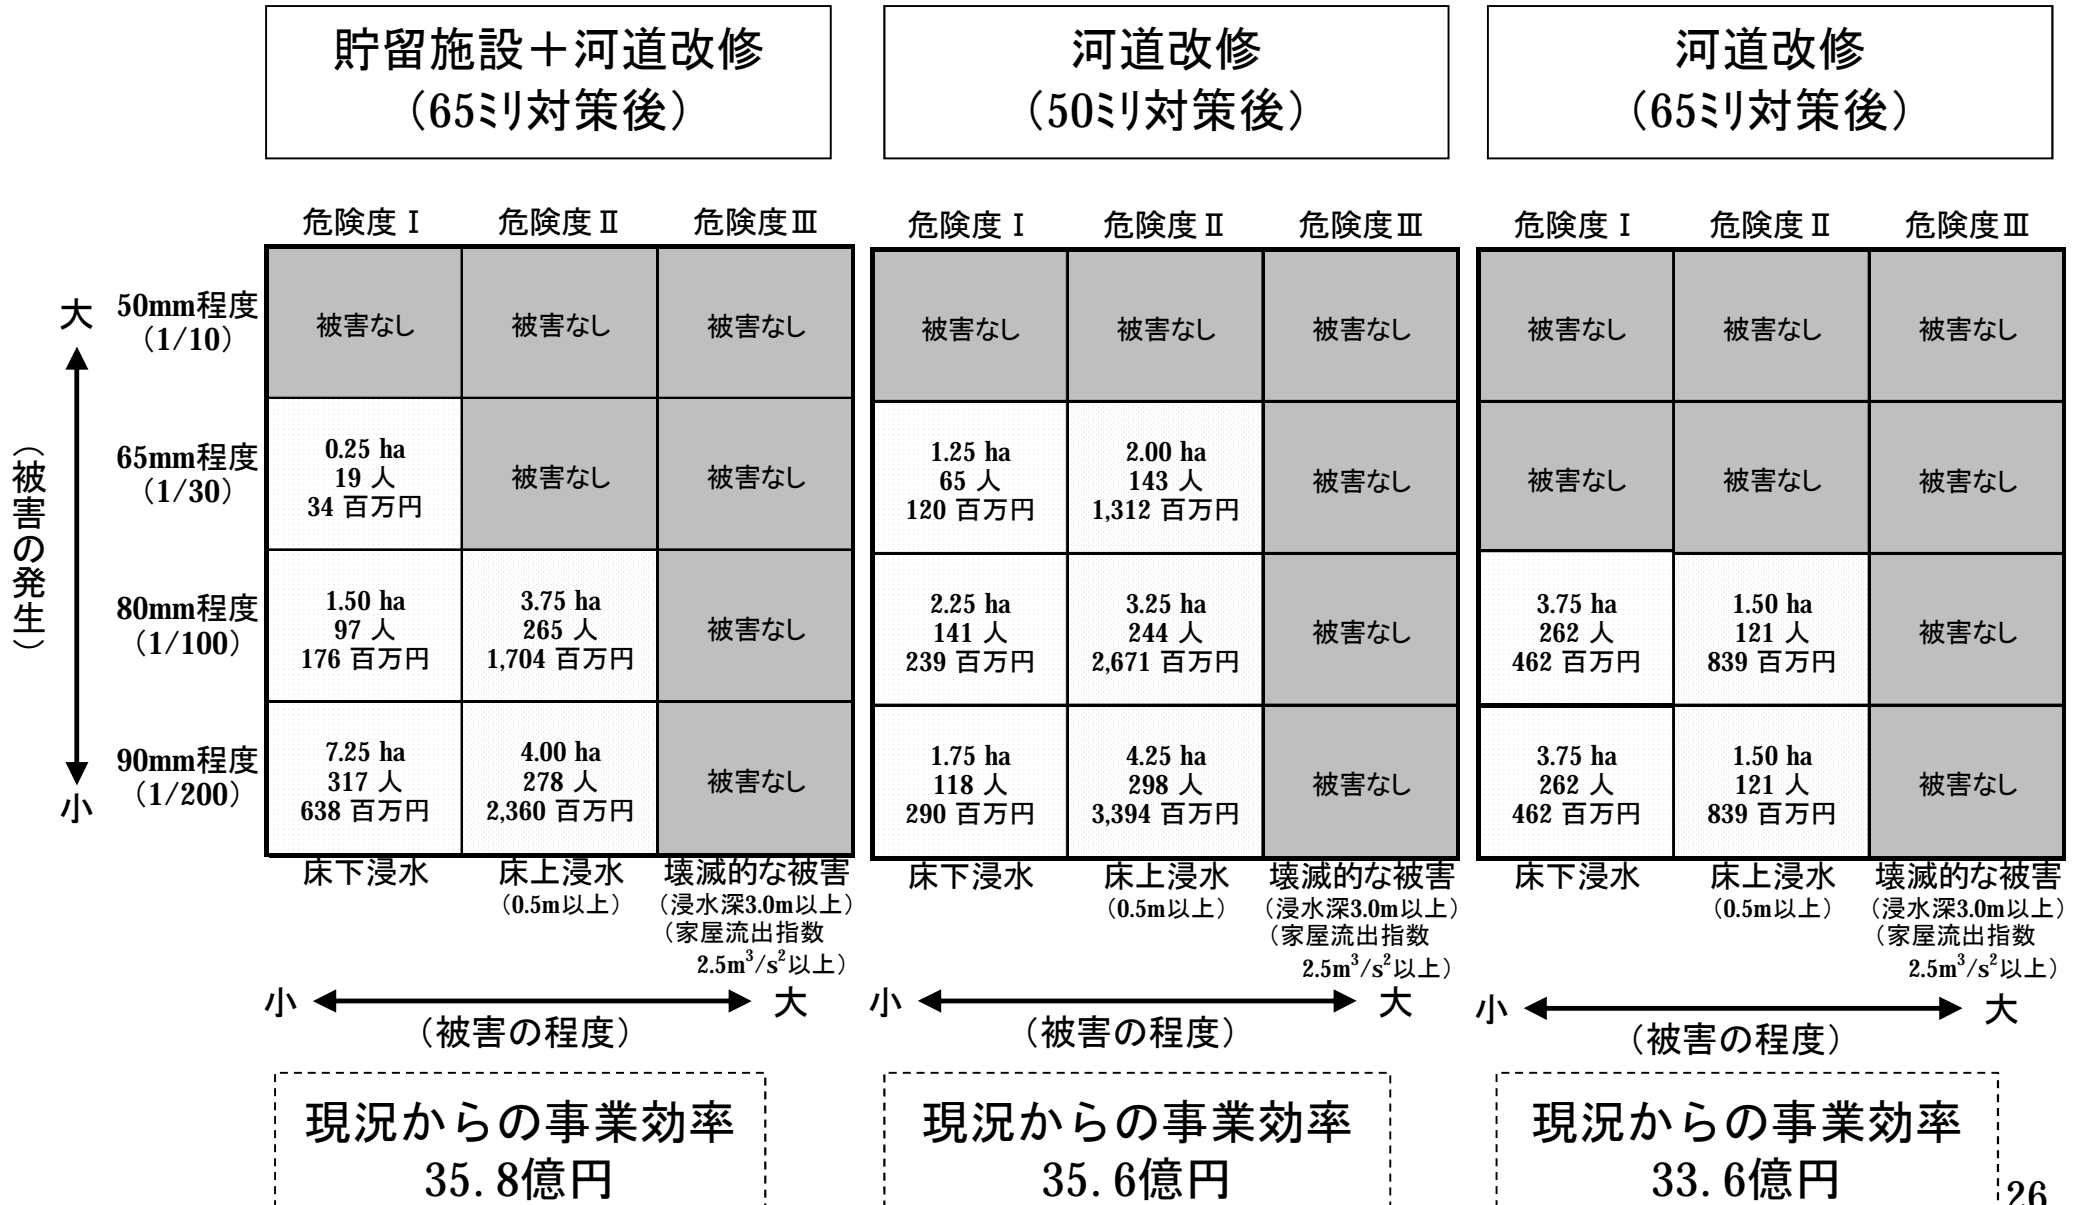 貯留施設＋河道改修
（65ﾐﾘ対策後）
河道改修
（50ﾐﾘ対策後）
河道改修
（65ﾐﾘ対策後）
危険度Ⅰ 危険度Ⅱ 危険度Ⅲ
危険度Ⅰ 危険度Ⅱ 危険度Ⅲ
危険度Ⅰ 危険度Ⅱ 危険度Ⅲ
（被害の発生）
大
小
50mm程度
（1/10）
被害なし 被害なし 被害なし
被害なし 被害なし 被害なし
被害なし 被害なし 被害なし
65mm程度
（1/30）
0.25 ha
19 人
34 百万円
被害なし
被害なし
1.25 ha
65 人
120 百万円
2.00 ha
143 人
1,312 百万円
被害なし
被害なし
被害なし
被害なし
80mm程度
（1/100）
1.50 ha
97 人
176 百万円
3.75 ha
265 人
1,704 百万円
被害なし
2.25 ha
141 人
239 百万円
3.25 ha
244 人
2,671 百万円
被害なし
3.75 ha
262 人
462 百万円
1.50 ha
121 人
839 百万円
被害なし
90mm程度
（1/200）
7.25 ha
317 人
638 百万円
4.00 ha
278 人
2,360 百万円
被害なし
1.75 ha
118 人
290 百万円
4.25 ha
298 人
3,394 百万円
被害なし
3.75 ha
262 人
462 百万円
1.50 ha
121 人
839 百万円
被害なし
床下浸水
床上浸水
（0.5m以上）
壊滅的な被害
（浸水深3.0m以上）
（家屋流出指数
2.5m³/s²以上）
床下浸水
床上浸水
（0.5m以上）
壊滅的な被害
（浸水深3.0m以上）
（家屋流出指数
2.5m³/s²以上）
床下浸水
床上浸水
（0.5m以上）
壊滅的な被害
（浸水深3.0m以上）
（家屋流出指数
2.5m³/s²以上）
小 大
（被害の程度）
小 大
（被害の程度）
小 大
（被害の程度）
現況からの事業効率
35.8億円
現況からの事業効率
35.6億円
現況からの事業効率
33.6億円
26